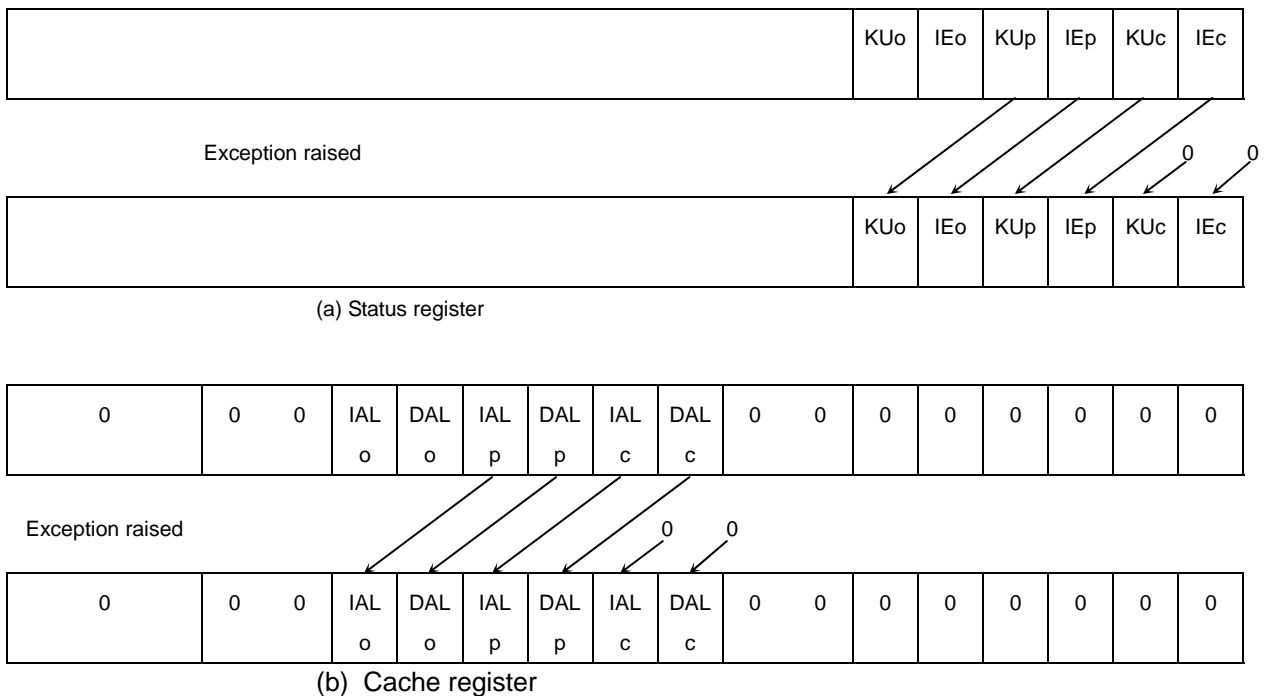 KUo IEo KUp IEp KUc IEc
Exception raised 0 0
KUo IEo KUp IEp KUc IEc
(a) Status register
0 0 0 IAL DAL IAL DAL IAL DAL 0 0 0 0 0 0 0 0
o o p p c c
Exception raised 0 0
0 0 0 IAL DAL IAL DAL IAL DAL 0 0 0 0 0 0 0 0
o o p p c c
(b) Cache register